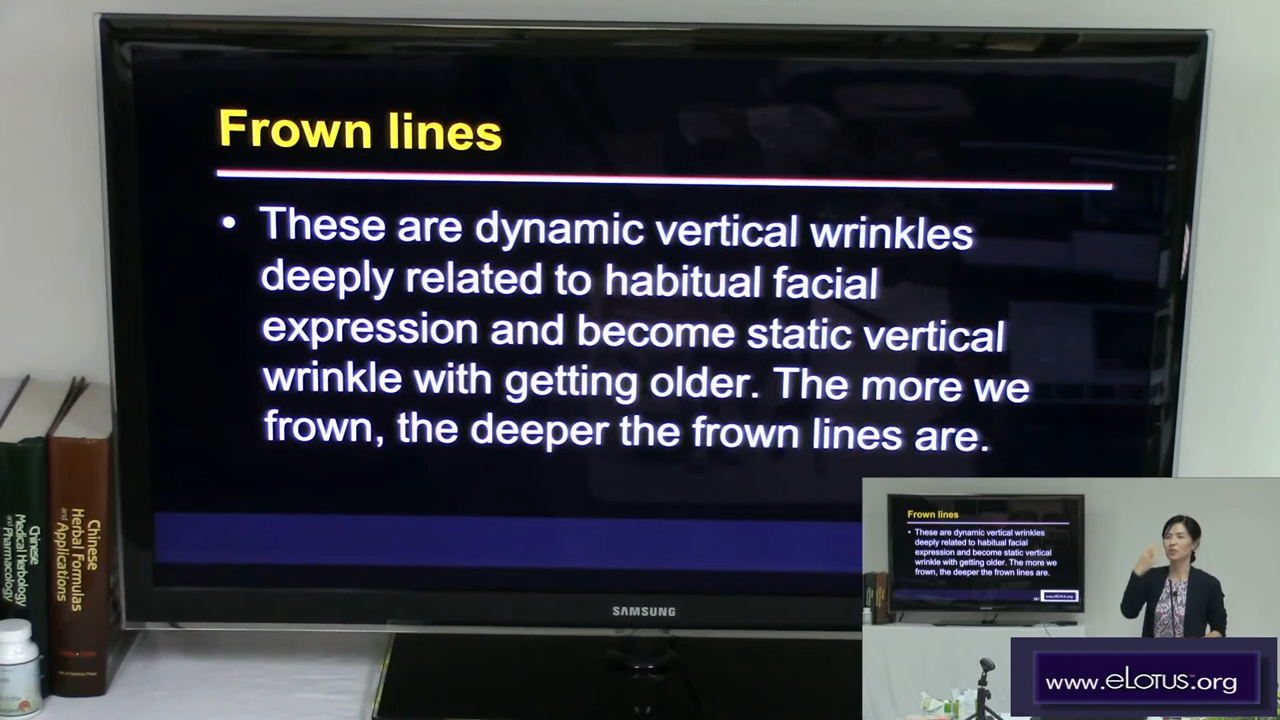 Frown lines
• These are dynamic vertical wrinkles
deeply related to habitual facial
expression and become static vertical
wrinkle with getting older. The more we
frown, the deeper the frown lines are.
SAMSUNG
Chinese
Medical Herbology
and Pharmacology
Chinese
Herbal Formulas
and Applications
Frown lines
• These are dynamic vertical wrinkles
deeply related to habitual facial
expression and become static vertical
wrinkle with getting older. The more we
frown, the deeper the frown lines are.
www.eLotus.org
www.eLOTUS.org